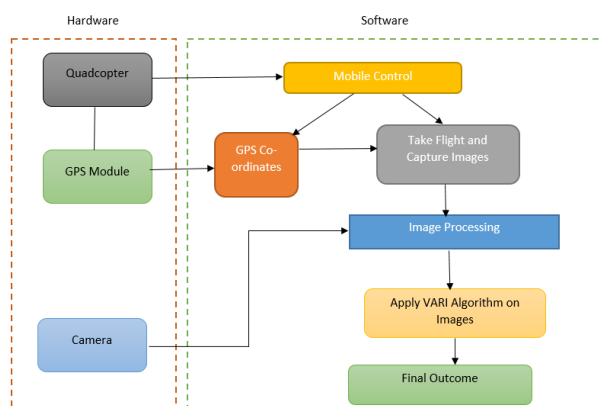 Hardware
Software
Quadcopter
Mobile Control
GPS Co-
ordinates
Take Flight and
Capture Images
GPS Module
Image Processing
Apply VARI Algorithm on
Images
Camera
Final Outcome